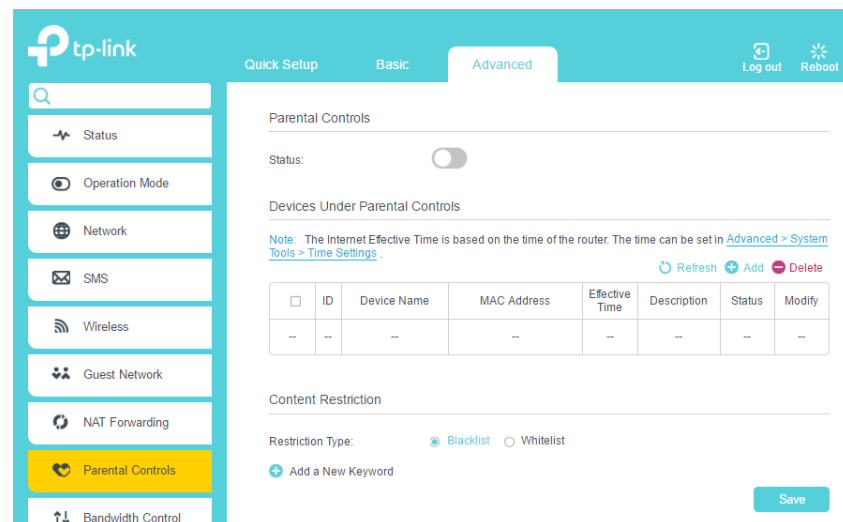 tp-link
Quick Setup
Basic
Advanced
Log out
Reboot
Status
Operation Mode
Network
SMS
Wireless
Guest Network
NAT Forwarding
Parental Controls
Bandwidth Control
Parental Controls
Status:
Devices Under Parental Controls
Note: The Internet Effective Time is based on the time of the router. The time can be set in Advanced > System
Tools > Time Settings .
Refresh Add Delete
ID Device Name MAC Address Effective Time Description Status Modify
-- -- -- -- -- -- -- --
Content Restriction
Restriction Type: Blacklist Whitelist
Add a New Keyword
Save